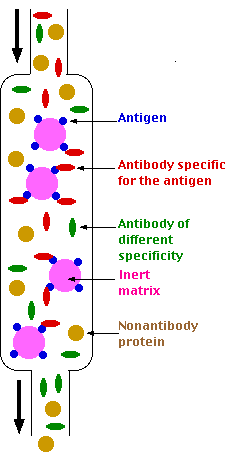 Antigen
Antibody specific
for the antigen
Antibody of
different
specificity
Inert
matrix
Nonantibody
protein